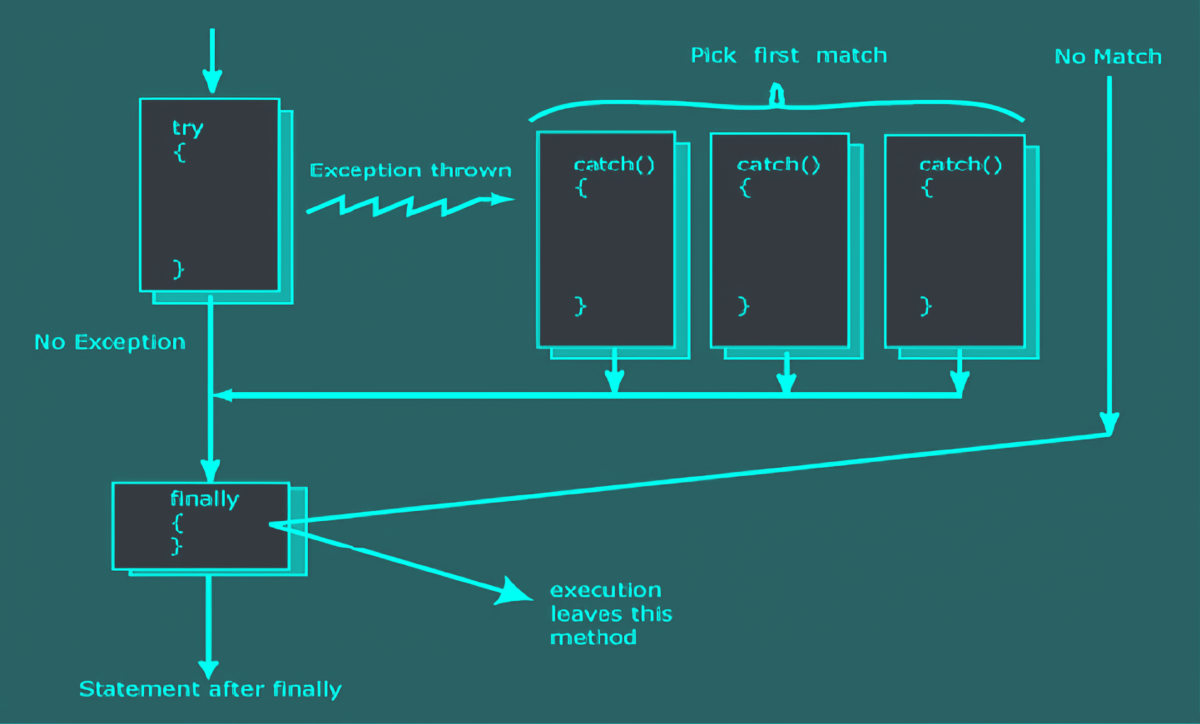 Pick first match
No Match
try
{
}
Exception thrown
catch()
{
}
catch()
{
}
catch()
{
}
No Exception
finally
{
}
execution
leaves this
method
Statement after finally